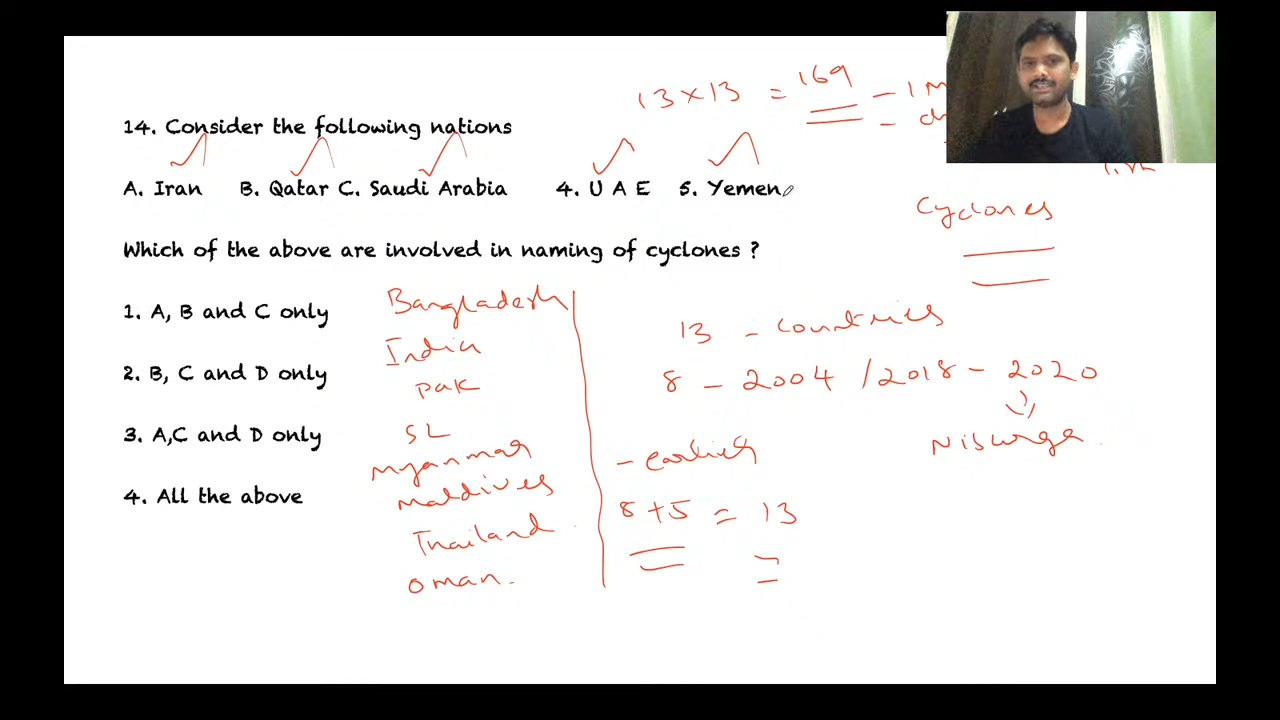 13 × 13 = 169 - 1
=
14. Consider the following nations
A. Iran B. Qatar C. Saudi Arabia 4. U A E 5. Yemen
Cyclones
Which of the above are involved in naming of cyclones ?
1. A, B and C only
2. B, C and D only
3. A,C and D only
4. All the above
Bangladesh
India
Pak
SL
Myanmar
Maldives
Thailand
Oman.
13 - countries
8 - 2004 / 2018 - 2020
Nisarga
- earlier
8 + 5 = 13